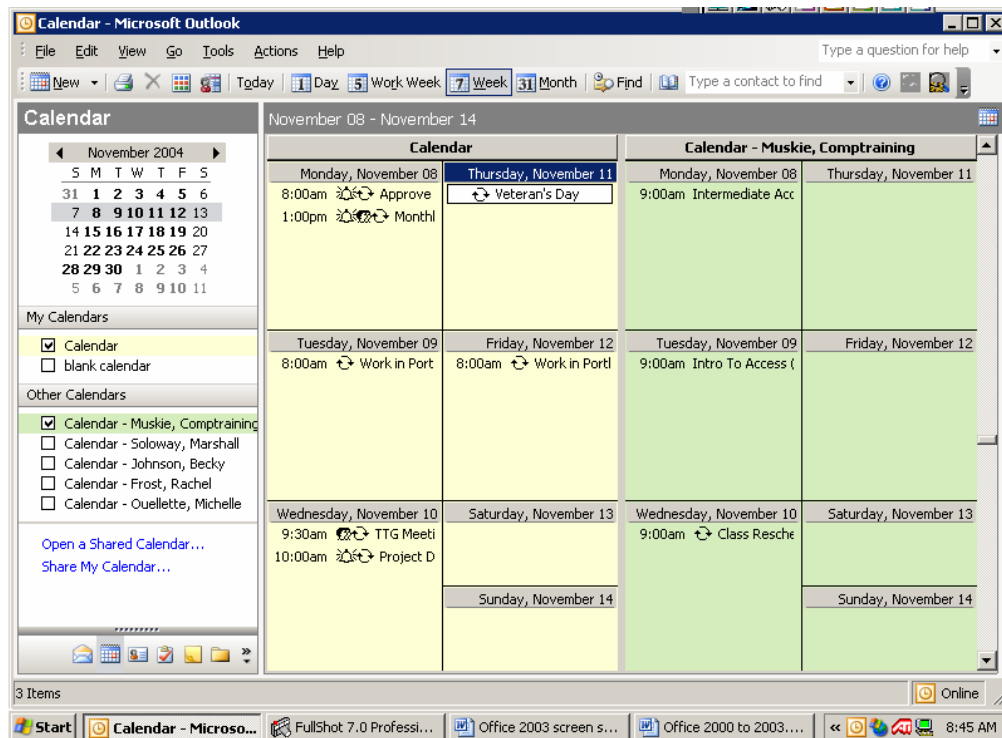 Calendar - Microsoft Outlook
File Edit View Go Tools Actions Help
Type a question for help
New Today 1 Day 5 Work Week 7 Week 31 Month Find Type a contact to find
Calendar
November 2004
S M T W T F S
31 1 2 3 4 5 6
7 8 9 10 11 12 13
14 15 16 17 18 19 20
21 22 23 24 25 26 27
28 29 30 1 2 3 4
5 6 7 8 9 10 11
My Calendars
Calendar
blank calendar
Other Calendars
Calendar - Muskie, Comptraining
Calendar - Soloway, Marshall
Calendar - Johnson, Becky
Calendar - Frost, Rachel
Calendar - Ouellette, Michelle
Open a Shared Calendar...
Share My Calendar...
November 08 - November 14
Calendar
Monday, November 08
8:00am Approve
1:00pm Monthl
Tuesday, November 09
8:00am Work in Port
Wednesday, November 10
9:30am TTG Meeti
10:00am Project D
Thursday, November 11
Veteran's Day
Friday, November 12
8:00am Work in Portl
Saturday, November 13
Sunday, November 14
Calendar - Muskie, Comptraining
Monday, November 08
9:00am Intermediate Acc
Tuesday, November 09
9:00am Intro To Access (
Wednesday, November 10
9:00am Class Resche
Thursday, November 11
Friday, November 12
Saturday, November 13
Sunday, November 14
3 Items
Online
Start Calendar - Microso... FullShot 7.0 Professi... Office 2003 screen s... Office 2000 to 2003.... « 8:45 AM